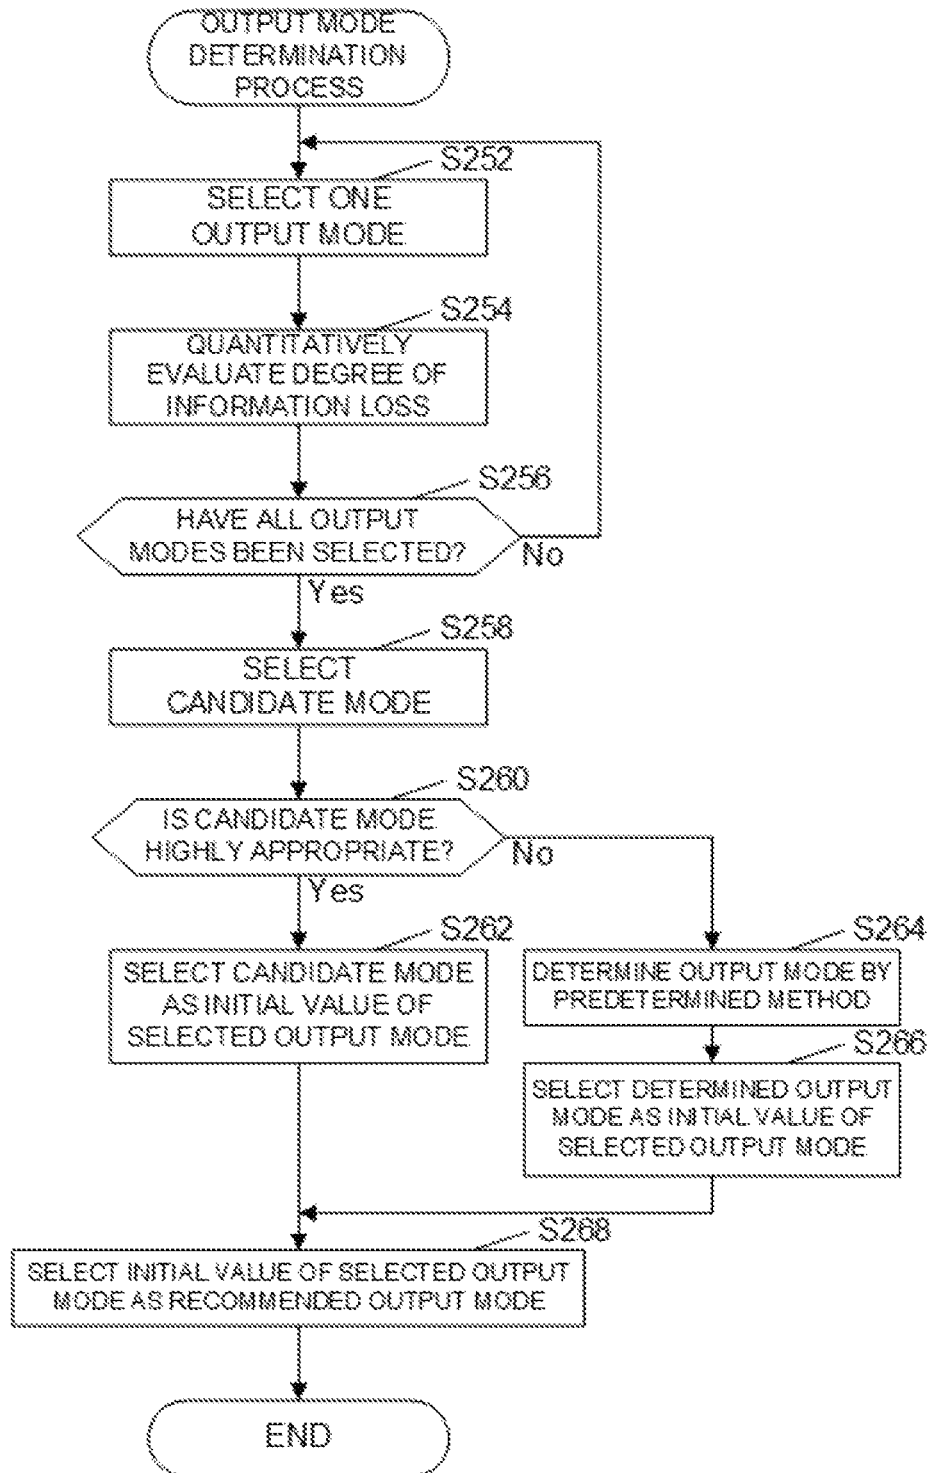 OUTPUT MODE
DETERMINATION
PROCESS
S252
SELECT ONE
OUTPUT MODE
S254
QUANTITATIVELY
EVALUATE DEGREE OF
INFORMATION LOSS
S256
HAVE ALL OUTPUT
MODES BEEN SELECTED?
No
Yes
S258
SELECT
CANDIDATE MODE
S260
IS CANDIDATE MODE
HIGHLY APPROPRIATE?
No
Yes
S262
SELECT CANDIDATE MODE
AS INITIAL VALUE OF
SELECTED OUTPUT MODE
S264
DETERMINE OUTPUT MODE BY
PREDETERMINED METHOD
S266
SELECT DETERMINED OUTPUT
MODE AS INITIAL VALUE OF
SELECTED OUTPUT MODE
S268
SELECT INITIAL VALUE OF SELECTED OUTPUT
MODE AS RECOMMENDED OUTPUT MODE
END